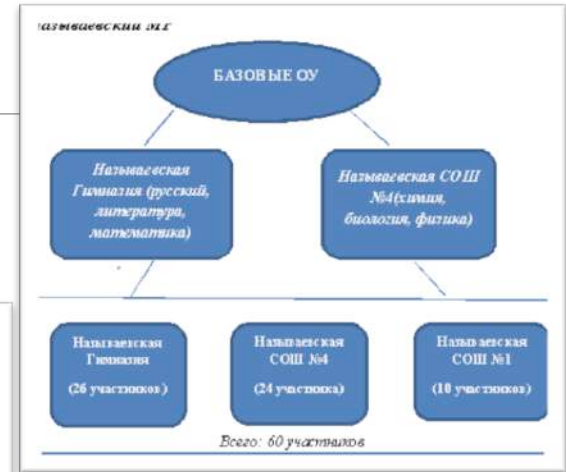 Называевский МР
БАЗОВЫЕ ОУ
Называевская
Гимназия (русский,
литература,
математика)
Называевская СОШ
№4(химия,
биология, физика)
Называевская
Гимназия
(26 участников)
Называевская
СОШ №4
(24 участника)
Называевская
СОШ №1
(10 участников)
Всего: 60 участников